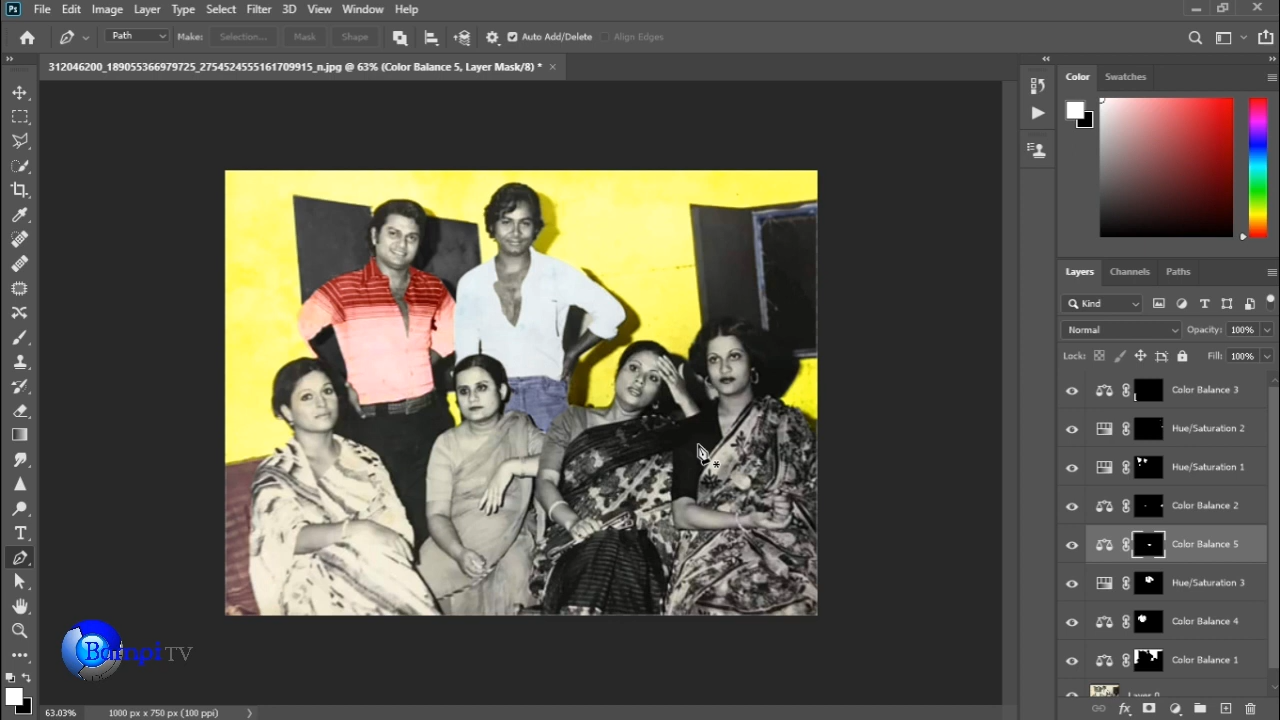 Ps File Edit Image Layer Type Select Filter 3D View Window Help
Path Make: Selection... Mask Shape Auto Add/Delete Align Edges
312046200_189055366979725_2754524555161709915_n.jpg @ 63% (Color Balance 5, Layer Mask/8) *
Color Swatches
Layers Channels Paths
Kind
Normal Opacity: 100%
Lock: Fill: 100%
Color Balance 3
Hue/Saturation 2
Hue/Saturation 1
Color Balance 2
Color Balance 5
Hue/Saturation 3
Color Balance 4
Color Balance 1
TV
63.03% 1000 px x 750 px (100 ppi)